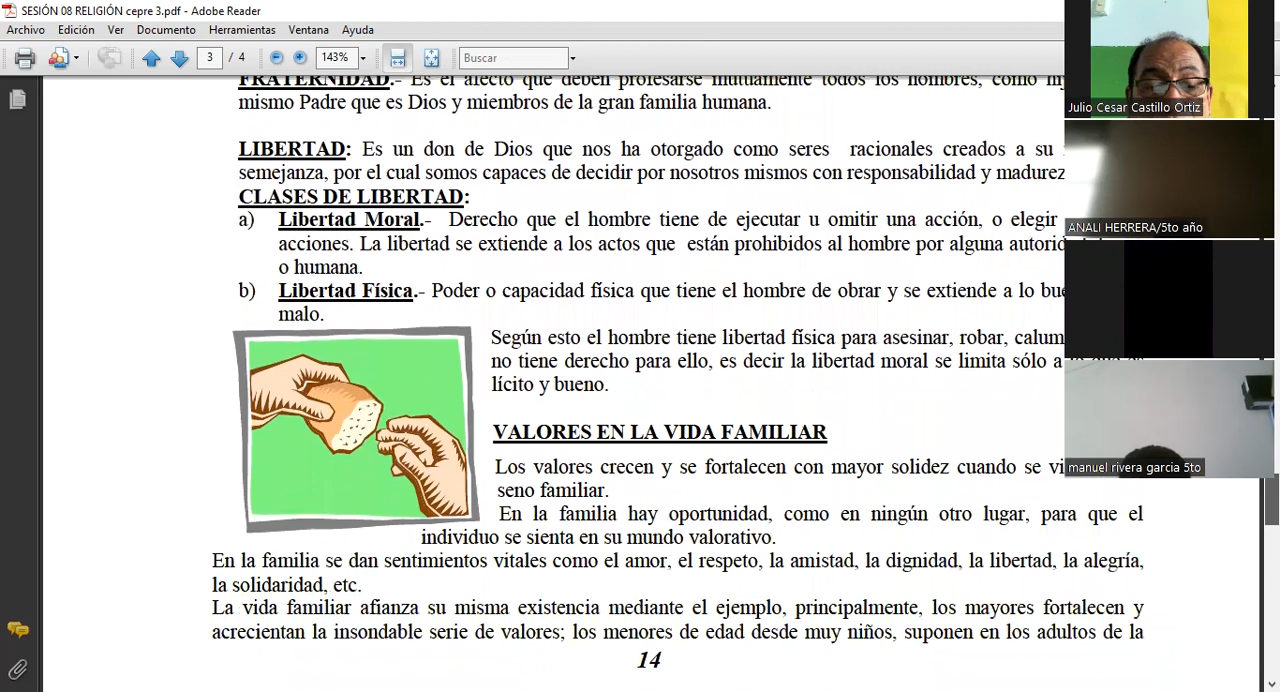 SESIÓN 08 RELIGIÓN cepre 3.pdf - Adobe Reader
Archivo Edición Ver Documento Herramientas Ventana Ayuda
3 / 4 143% Buscar
FRATERNIDAD.- Es el afecto que deben profesarse mutuamente todos los hombres, como
mismo Padre que es Dios y miembros de la gran familia humana.
LIBERTAD: Es un don de Dios que nos ha otorgado como seres racionales creados a su
semejanza, por el cual somos capaces de decidir por nosotros mismos con responsabilidad y madurez
CLASES DE LIBERTAD:
a) Libertad Moral.- Derecho que el hombre tiene de ejecutar u omitir una acción, o elegir
acciones. La libertad se extiende a los actos que están prohibidos al hombre por alguna
o humana.
b) Libertad Física.- Poder o capacidad física que tiene el hombre de obrar y se extiende a lo
malo.
Según esto el hombre tiene libertad física para asesinar, robar,
no tiene derecho para ello, es decir la libertad moral se limita sólo a
lícito y bueno.
VALORES EN LA VIDA FAMILIAR
Los valores crecen y se fortalecen con mayor solidez cuando se
seno familiar.
En la familia hay oportunidad, como en ningún otro lugar, para que el
individuo se sienta en su mundo valorativo.
En la familia se dan sentimientos vitales como el amor, el respeto, la amistad, la dignidad, la libertad, la alegría,
la solidaridad, etc.
La vida familiar afianza su misma existencia mediante el ejemplo, principalmente, los mayores fortalecen y
acrecientan la insondable serie de valores; los menores de edad desde muy niños, suponen en los adultos de la
14
Julio Cesar Castillo Ortiz
ANALI HERRERA/5to año
manuel rivera garcia 5to